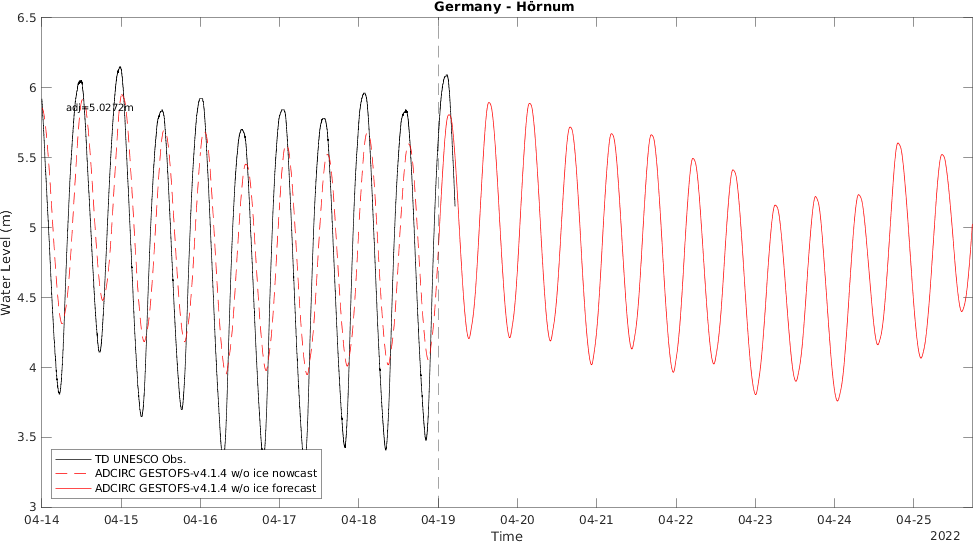 Germany - Hörnum
6.5
6
5.5
5
4.5
4
3.5
3
Water Level (m)
adj=5.0272m
TD UNESCO Obs.
ADCIRC GESTOFS-v4.1.4 w/o ice nowcast
ADCIRC GESTOFS-v4.1.4 w/o ice forecast
04-14 04-15 04-16 04-17 04-18 04-19 04-20 04-21 04-22 04-23 04-24 04-25
Time
2022